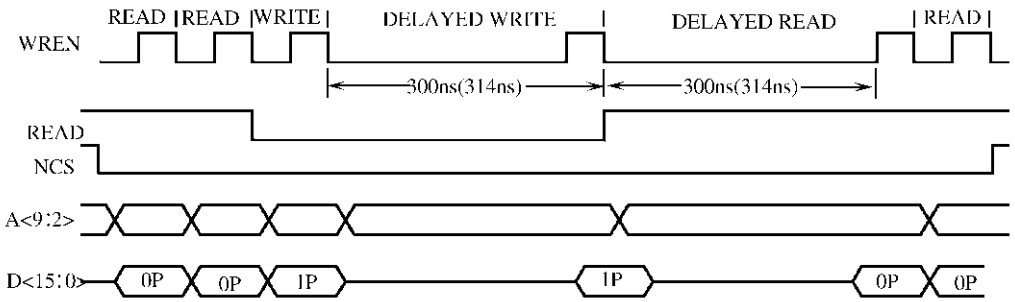 READ READ WRITE DELAYED WRITE DELAYED READ READ
WREN
300ns(314ns) 300ns(314ns)
READ
NCS
A<9:2>
D<15:0> 0P 0P 1P 1P 0P 0P